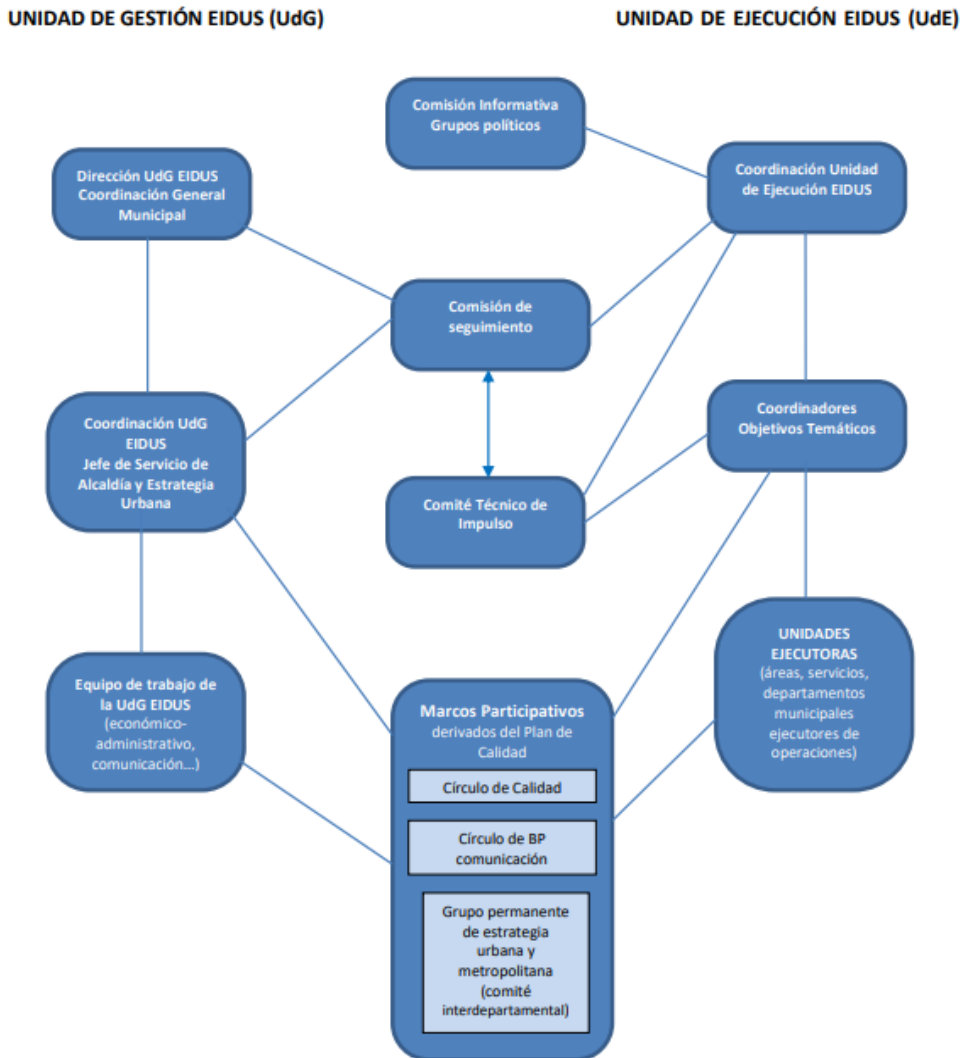 UNIDAD DE GESTIÓN EIDUS (UdG)
UNIDAD DE EJECUCIÓN EIDUS (UdE)
Comisión Informativa
Grupos políticos
Dirección UdG EIDUS
Coordinación General
Municipal
Coordinación Unidad
de Ejecución EIDUS
Comisión de
seguimiento
Coordinación UdG
EIDUS
Jefe de Servicio de
Alcaldía y Estrategia
Urbana
Coordinadores
Objetivos Temáticos
Comité Técnico de
Impulso
Equipo de trabajo de
la UdG EIDUS
(económico-
administrativo,
comunicación…)
UNIDADES
EJECUTORAS
(áreas, servicios,
departamentos
municipales
ejecutores de
operaciones)
Marcos Participativos
derivados del Plan de
Calidad
Círculo de Calidad
Círculo de BP
comunicación
Grupo permanente
de estrategia
urbana y
metropolitana
(comité
interdepartamental)